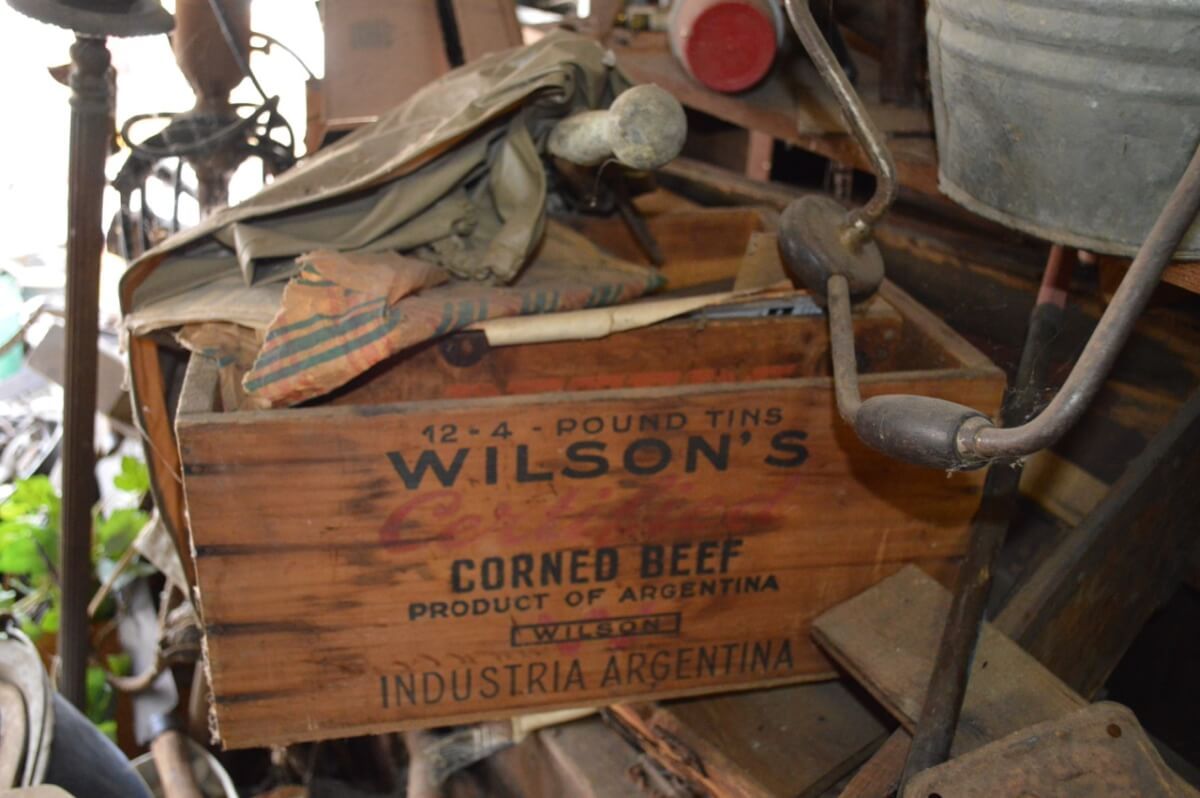 12-4-POUND TINS
WILSON'S
Certified
CORNED BEEF
PRODUCT OF ARGENTINA
WILSON
INDUSTRIA ARGENTINA